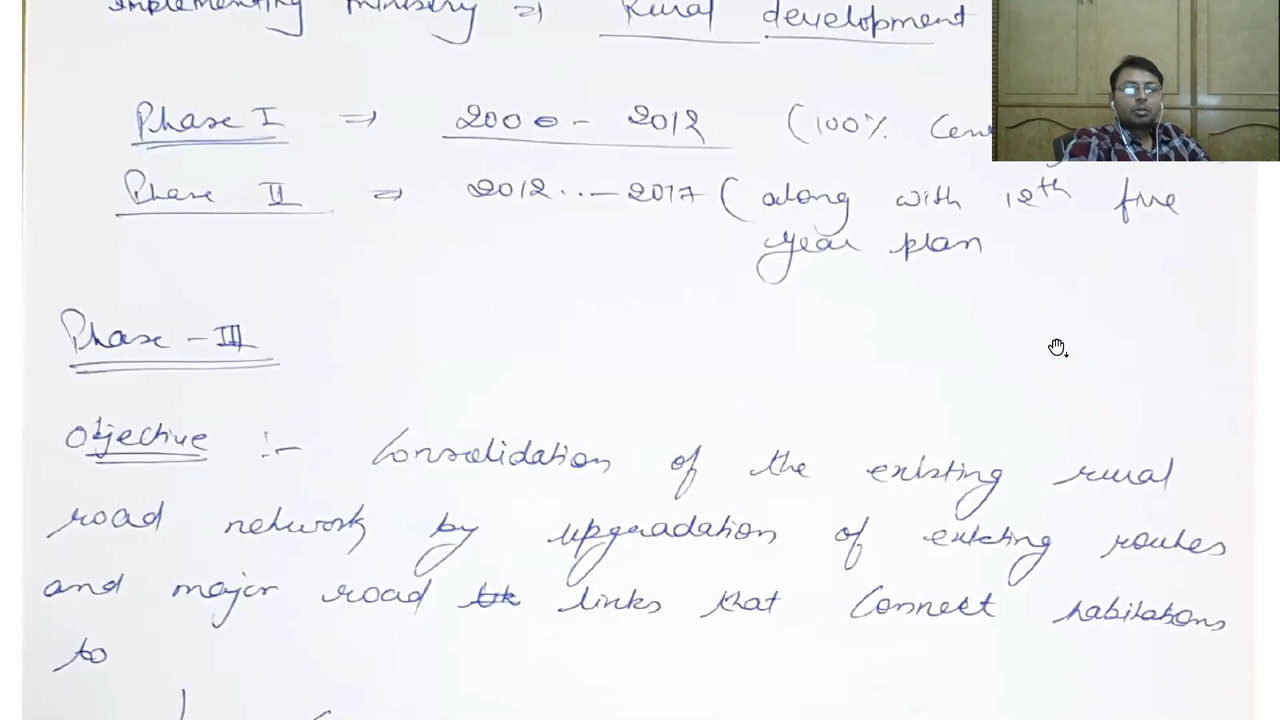 implementing ministry ⇒ Rural development
Phase I ⇒ 2000 - 2012 (100% Cen
Phase II ⇒ 2012 .. - 2017 (along with 12th five
year plan
Phase - III
Objective :- Consolidation of the existing rural
road network by upgradation of existing routes
and major road links that connect habitations
to